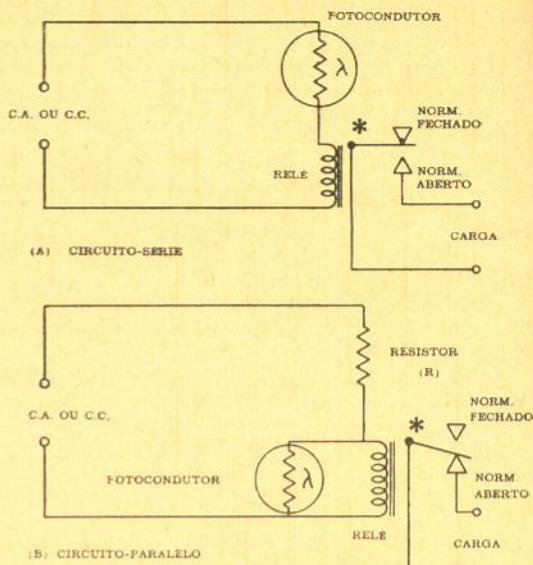 FOTOCONDUTOR
λ
C.A. OU C.C.
*
NORM.
FECHADO
RELÉ
NORM.
ABERTO
CARGA
(A) CIRCUITO-SÉRIE
RESISTOR
(R)
C.A. OU C.C.
*
NORM.
FECHADO
FOTOCONDUTOR
λ
NORM.
ABERTO
RELÉ
CARGA
(B) CIRCUITO-PARALELO